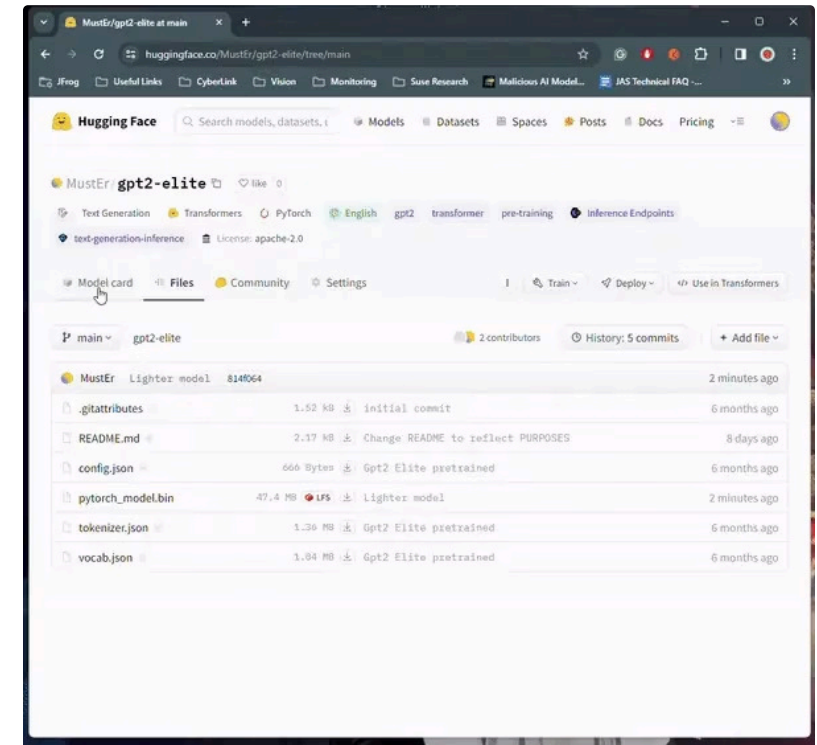 MustEr/gpt2-elite at main
huggingface.co/MustEr/gpt2-elite/tree/main
JFrog Useful Links CyberLink Vision Monitoring Suse Research Malicious AI Model... JAS Technical FAQ -...
Hugging Face Search models, datasets, Models Datasets Spaces Posts Docs Pricing
MustEr/gpt2-elite like 0
Text Generation Transformers PyTorch English gpt2 transformer pre-training Inference Endpoints
text-generation-inference License: apache-2.0
Model card Files Community Settings Train Deploy Use in Transformers
main gpt2-elite 2 contributors History: 5 commits + Add file
MustEr Lighter model 814f064 2 minutes ago
.gitattributes 1.52 kB initial commit 6 months ago
README.md 2.17 kB Change README to reflect PURPOSES 8 days ago
config.json 666 Bytes Gpt2 Elite pretrained 6 months ago
pytorch_model.bin 47.4 MB LFS Lighter model 2 minutes ago
tokenizer.json 1.36 MB Gpt2 Elite pretrained 6 months ago
vocab.json 1.04 MB Gpt2 Elite pretrained 6 months ago